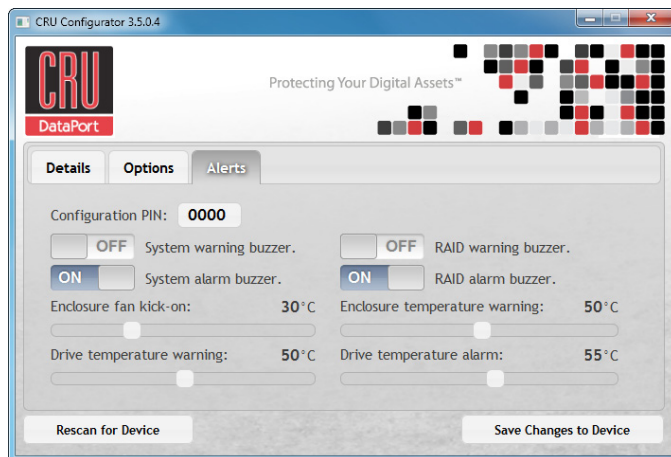 CRU Configurator 3.5.0.4
CRU
DataPort
Protecting Your Digital Assets™
Details Options Alerts
Configuration PIN: 0000
OFF System warning buzzer. OFF RAID warning buzzer.
ON System alarm buzzer. ON RAID alarm buzzer.
Enclosure fan kick-on: 30°C Enclosure temperature warning: 50°C
Drive temperature warning: 50°C Drive temperature alarm: 55°C
Rescan for Device Save Changes to Device